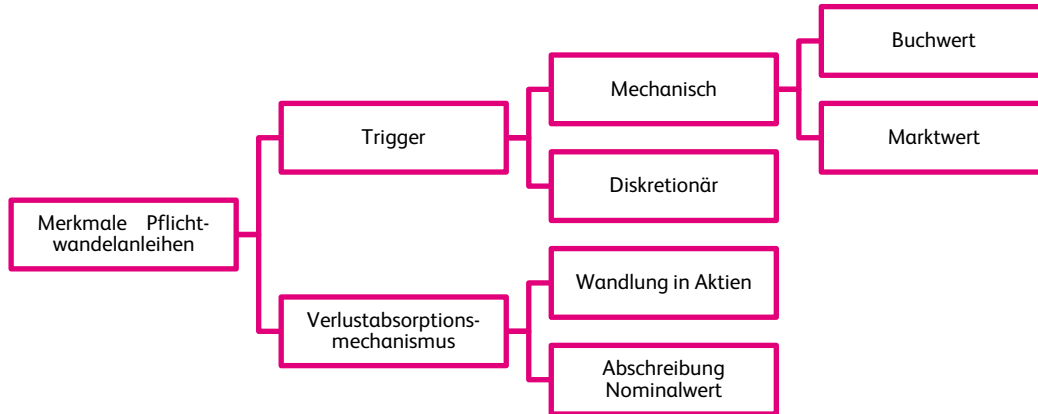 Buchwert
Mechanisch
Trigger
Marktwert
Diskretionär
Merkmale Pflicht-
wandelanleihen
Wandlung in Aktien
Verlustabsorptions-
mechanismus
Abschreibung
Nominalwert